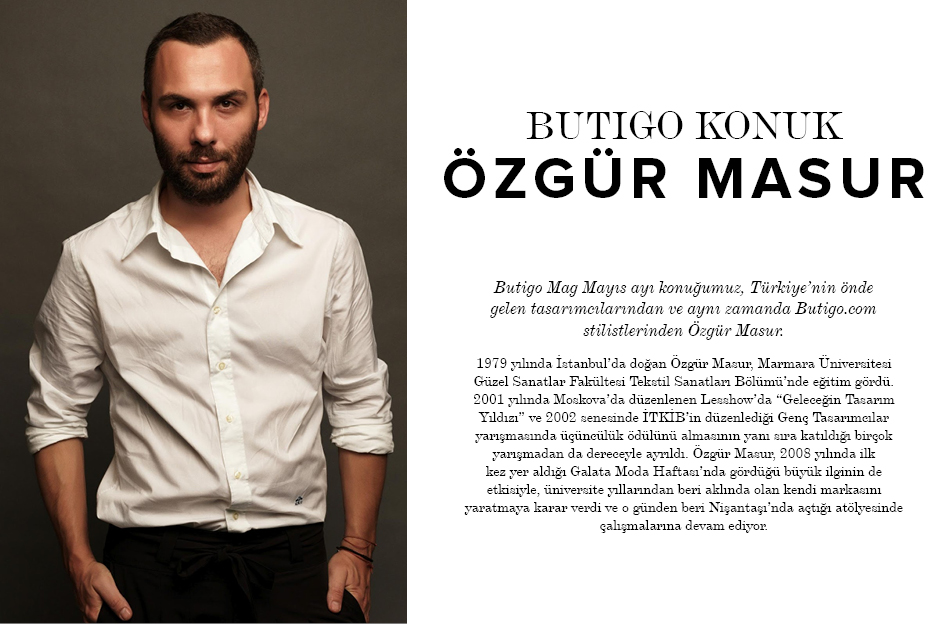 BUTIGO KONUK
ÖZGÜR MASUR
Butigo Mag Mayıs ayı konuğumuz, Türkiye'nin önde
gelen tasarımcılarından ve aynı zamanda Butigo.com
stilistlerinden Özgür Masur.
1979 yılında İstanbul'da doğan Özgür Masur, Marmara Üniversitesi
Güzel Sanatlar Fakültesi Tekstil Sanatları Bölümü'nde eğitim gördü.
2001 yılında Moskova'da düzenlenen Lesshow'da “Geleceğin Tasarım
Yıldızı” ve 2002 senesinde İTKİB'in düzenlediği Genç Tasarımcılar
yarışmasında üçüncülük ödülünü almasının yanı sıra katıldığı birçok
yarışmadan da dereceyle ayrıldı. Özgür Masur, 2008 yılında ilk
kez yer aldığı Galata Moda Haftası'nda gördüğü büyük ilginin de
etkisiyle, üniversite yıllarından beri aklında olan kendi markasını
yaratmaya karar verdi ve o günden beri Nişantaşı'nda açtığı atölyesinde
çalışmalarına devam ediyor.